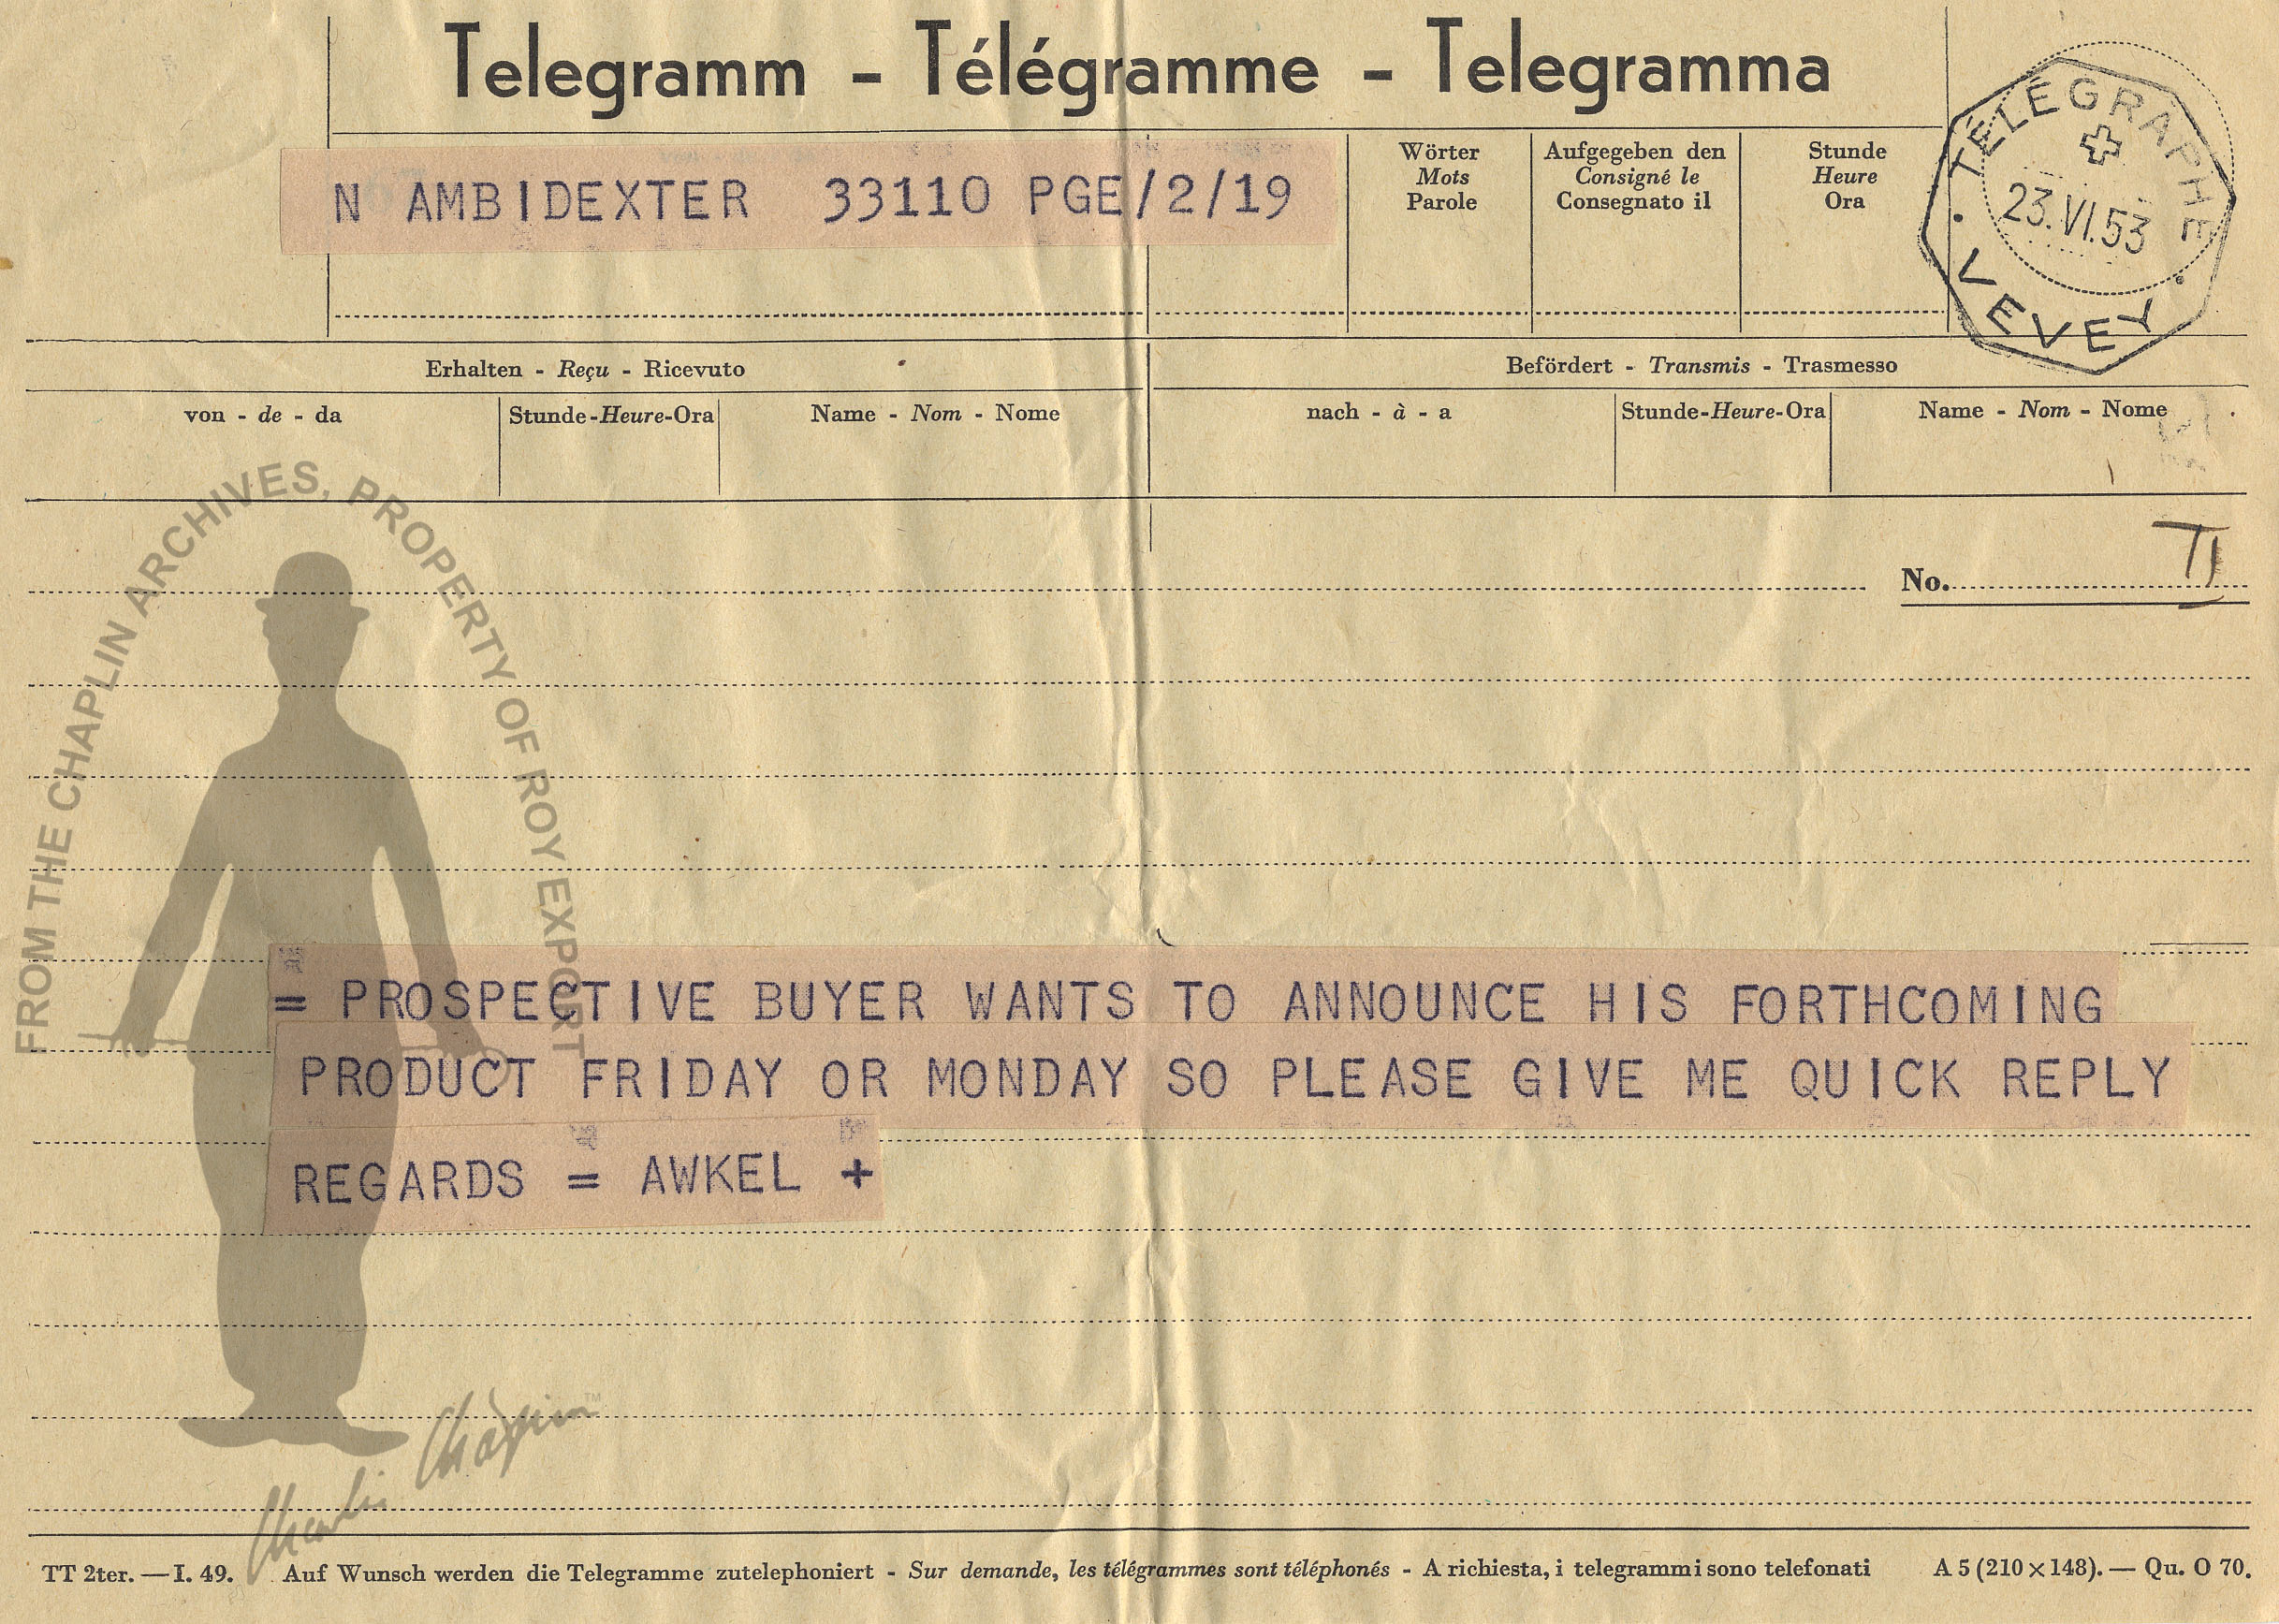 Telegramm - Télégramme - Telegramma
N AMBIDEXTER 33110 PGE/2/19
Wörter
Mots
Parole
Aufgegeben den
Consigné le
Consegnato il
Stunde
Heure
Ora
TÉLÉGRAPHE
23.VI.53
VEVEY
Erhalten - Reçu - Ricevuto
Befördert - Transmis - Trasmesso
von - de - da
Stunde-Heure-Ora
Name - Nom - Nome
nach - à - a
Stunde-Heure-Ora
Name - Nom - Nome
No.
FROM THE CHAPLIN ARCHIVES, PROPERTY OF ROY EXPORT
= PROSPECTIVE BUYER WANTS TO ANNOUNCE HIS FORTHCOMING
PRODUCT FRIDAY OR MONDAY SO PLEASE GIVE ME QUICK REPLY
REGARDS = AWKEL +
Charlie Chaplin™
TT 2ter. — I. 49. Auf Wunsch werden die Telegramme zutelephoniert - Sur demande, les télégrammes sont téléphonés - A richiesta, i telegrammi sono telefonati A 5 (210 × 148). — Qu. O 70.